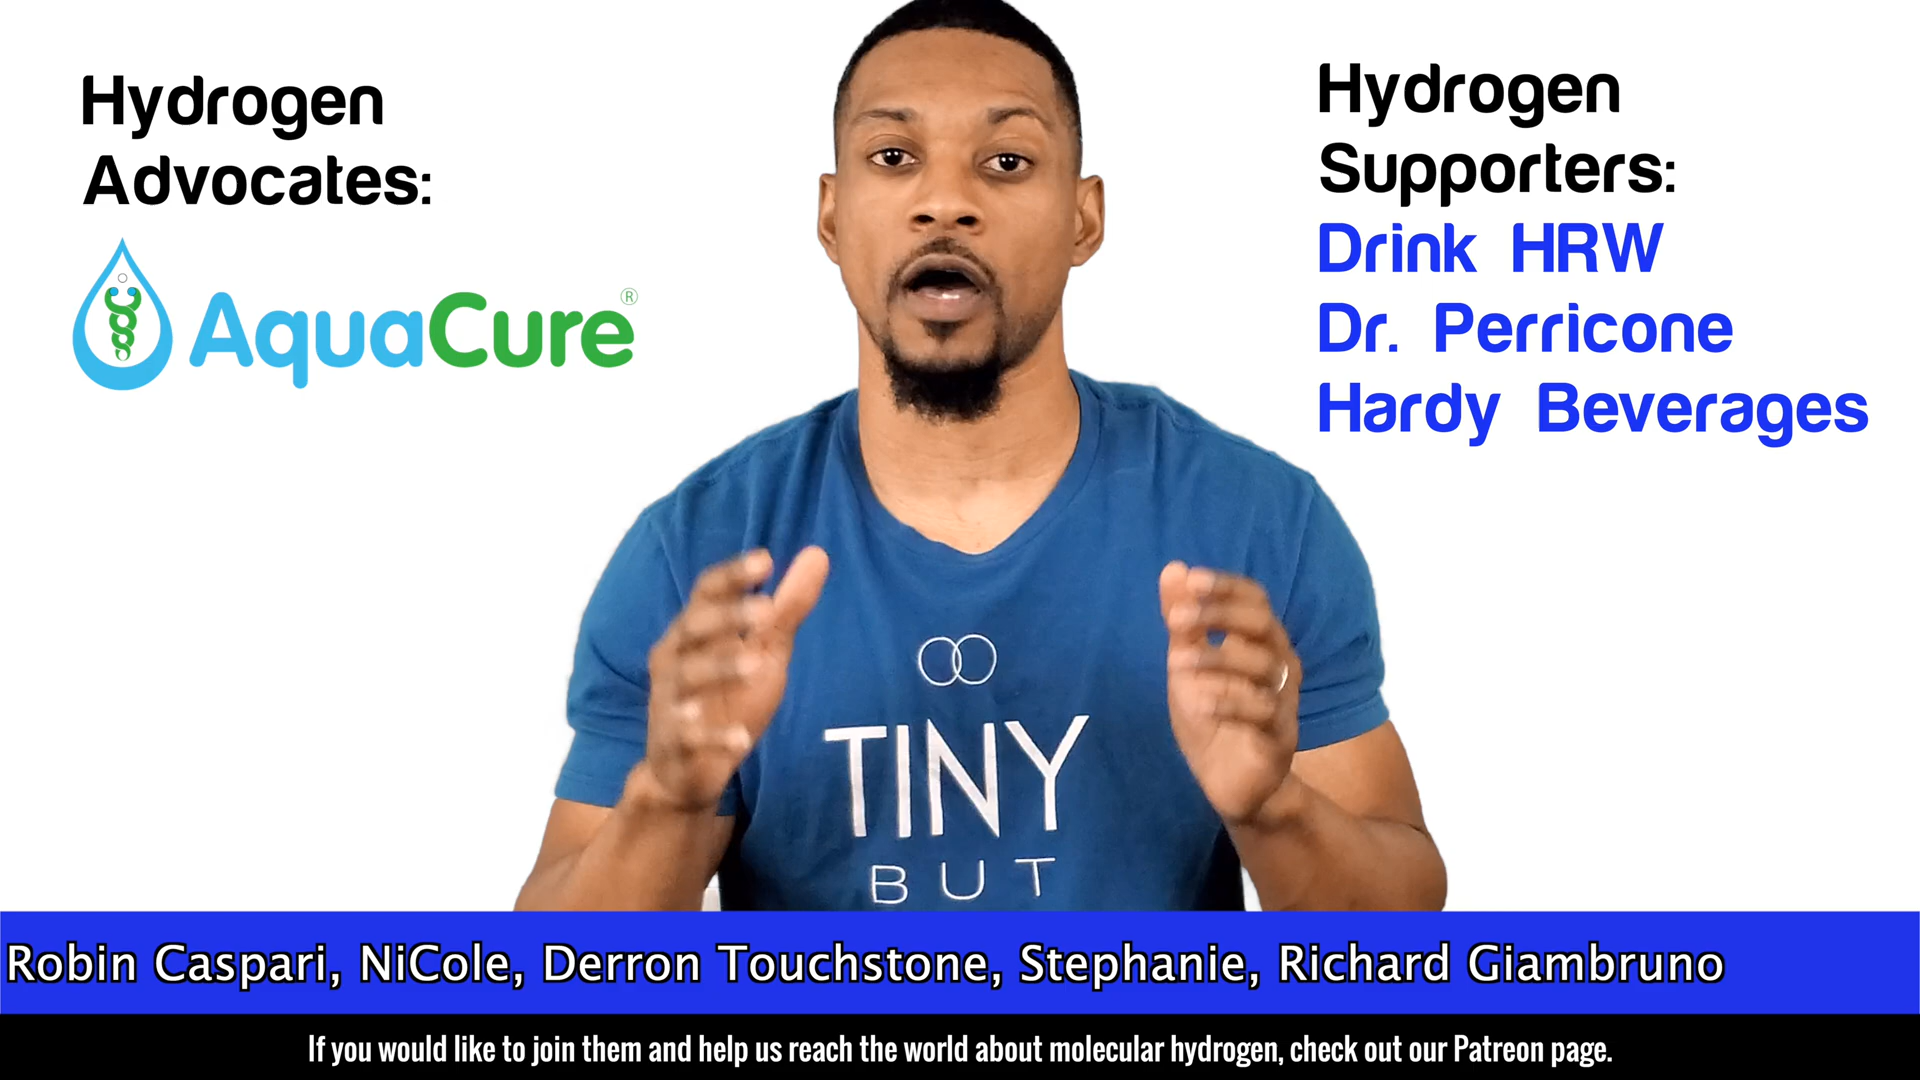 Hydrogen
Advocates:
AquaCure®
Hydrogen
Supporters:
Drink HRW
Dr. Perricone
Hardy Beverages
TINY
BUT
Robin Caspari, NiCole, Derron Touchstone, Stephanie, Richard Giambruno
If you would like to join them and help us reach the world about molecular hydrogen, check out our Patreon page.